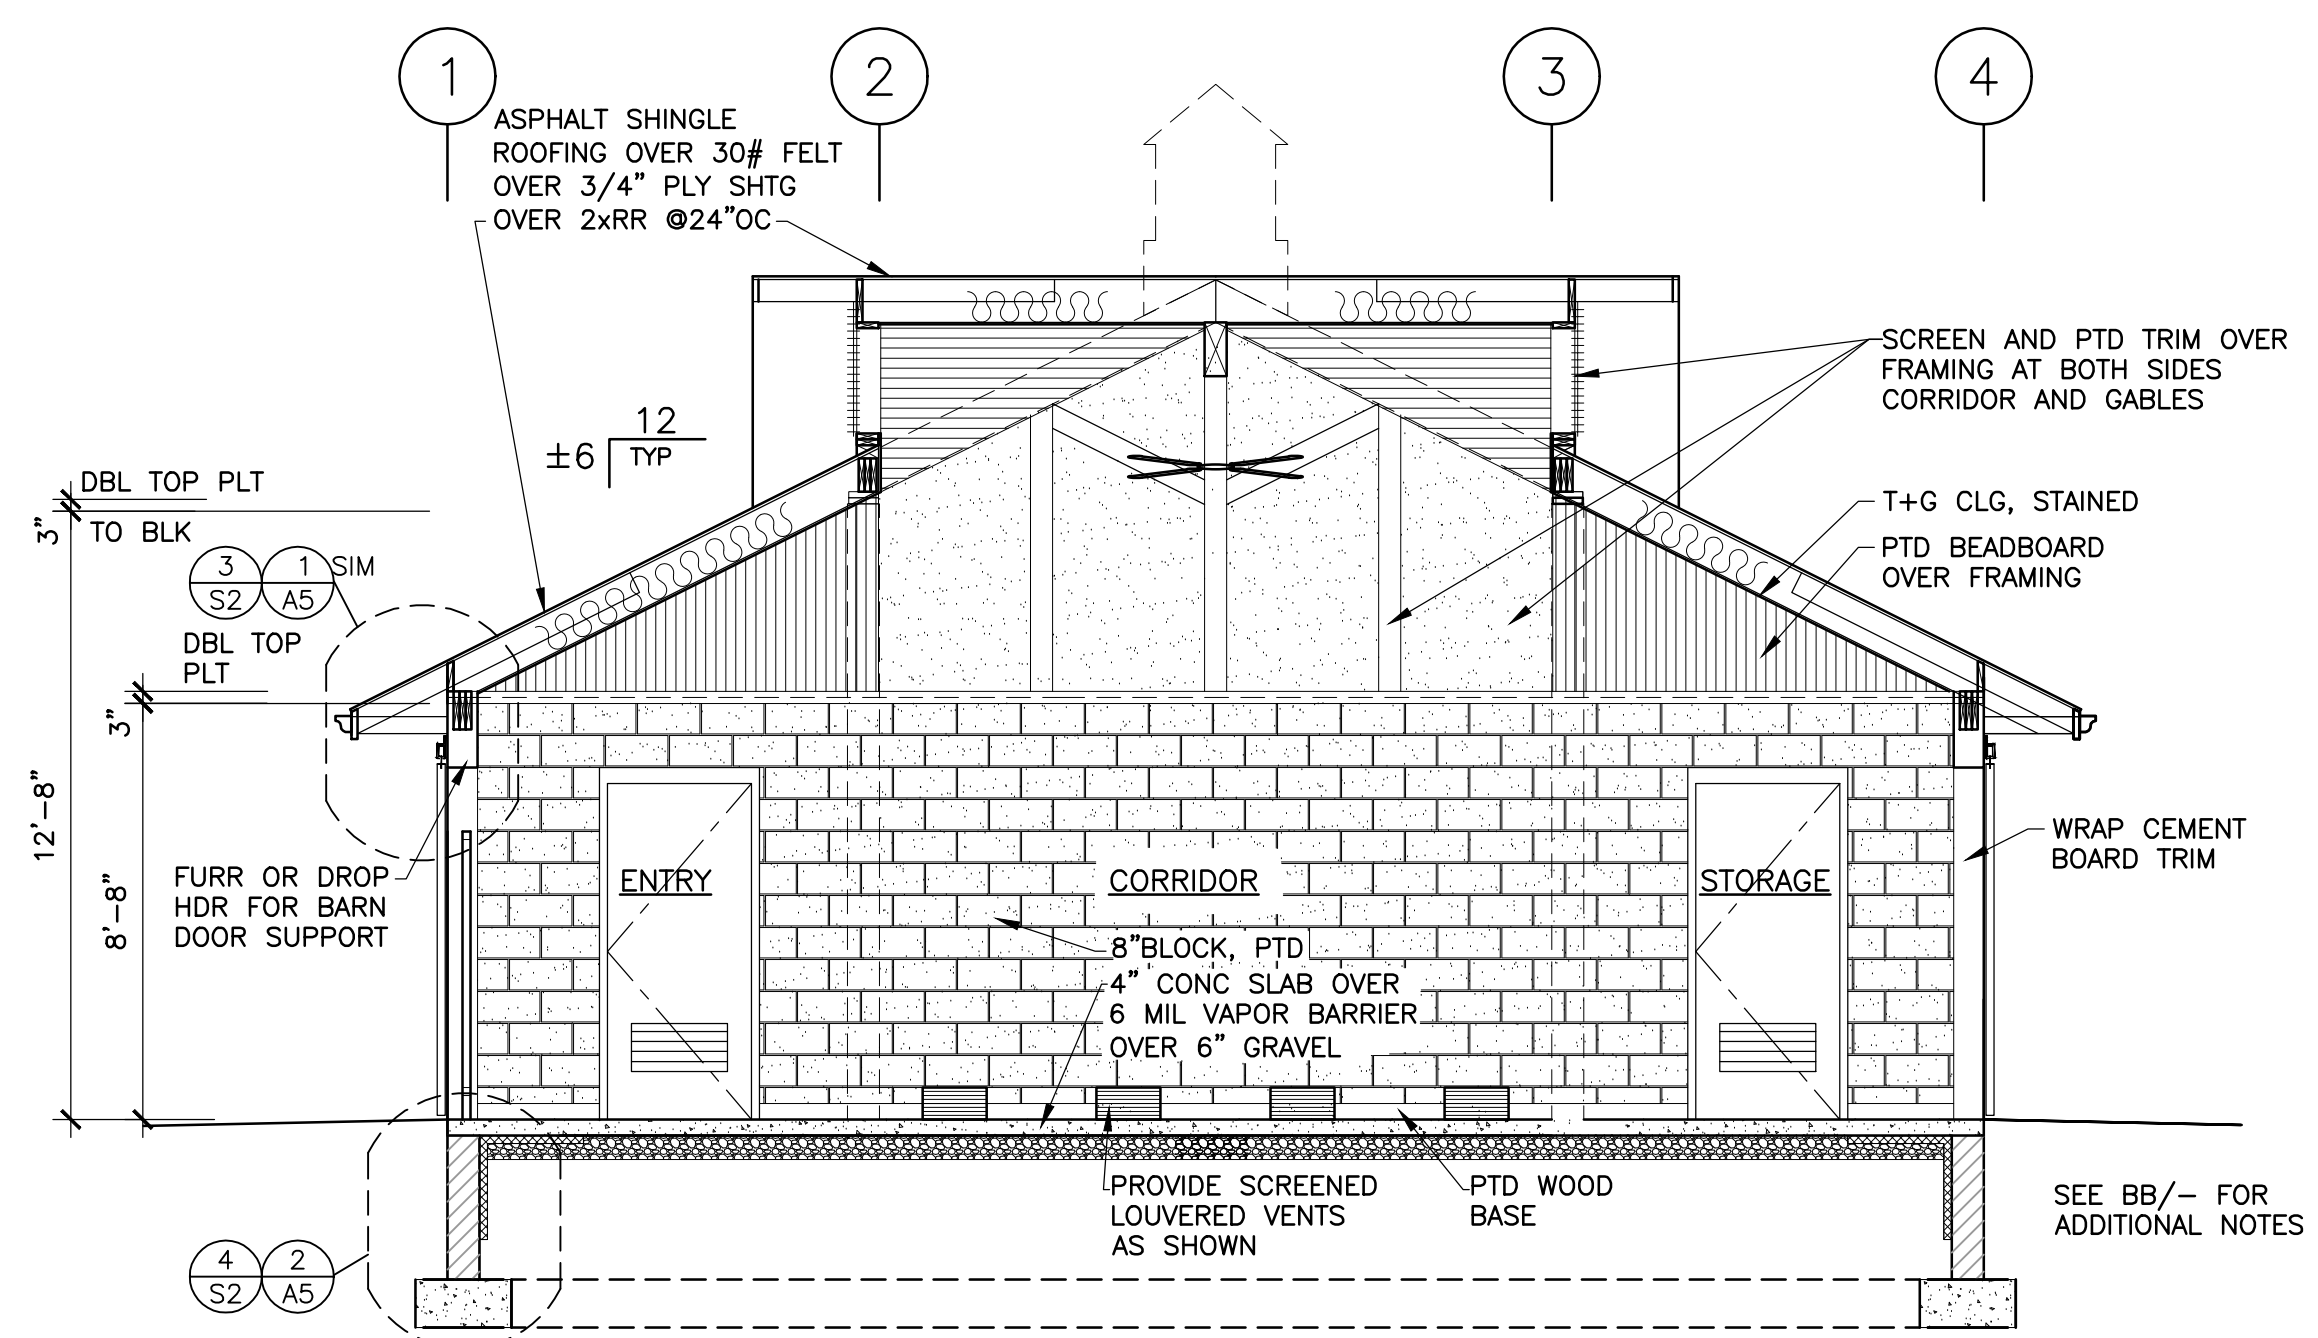 1
2
3
4
ASPHALT SHINGLE
ROOFING OVER 30# FELT
OVER 3/4" PLY SHTG
OVER 2xRR @24"OC
SCREEN AND PTD TRIM OVER
FRAMING AT BOTH SIDES
CORRIDOR AND GABLES
12
±6
TYP
DBL TOP PLT
3"
TO BLK
T+G CLG, STAINED
PTD BEADBOARD
OVER FRAMING
3
S2
1
A5
SIM
DBL TOP
PLT
3"
12'-8"
8'-8"
WRAP CEMENT
BOARD TRIM
FURR OR DROP
HDR FOR BARN
DOOR SUPPORT
ENTRY
CORRIDOR
STORAGE
8"BLOCK, PTD
4" CONC SLAB OVER
6 MIL VAPOR BARRIER
OVER 6" GRAVEL
PROVIDE SCREENED
LOUVERED VENTS
AS SHOWN
PTD WOOD
BASE
SEE BB/- FOR
ADDITIONAL NOTES
4
S2
2
A5